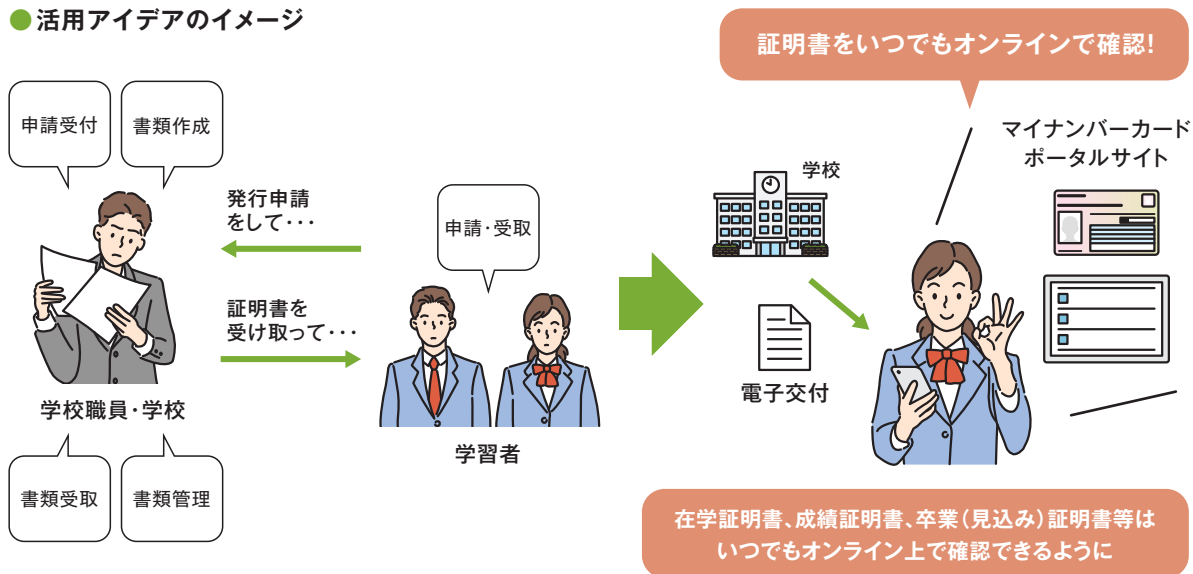 ●活用アイデアのイメージ
証明書をいつでもオンラインで確認!
申請受付
書類作成
発行申請
をして・・・
申請・受取
証明書を
受け取って・・・
学校職員・学校
学習者
書類受取
書類管理
学校
電子交付
マイナンバーカード
ポータルサイト
在学証明書、成績証明書、卒業(見込み)証明書等は
いつでもオンライン上で確認できるように